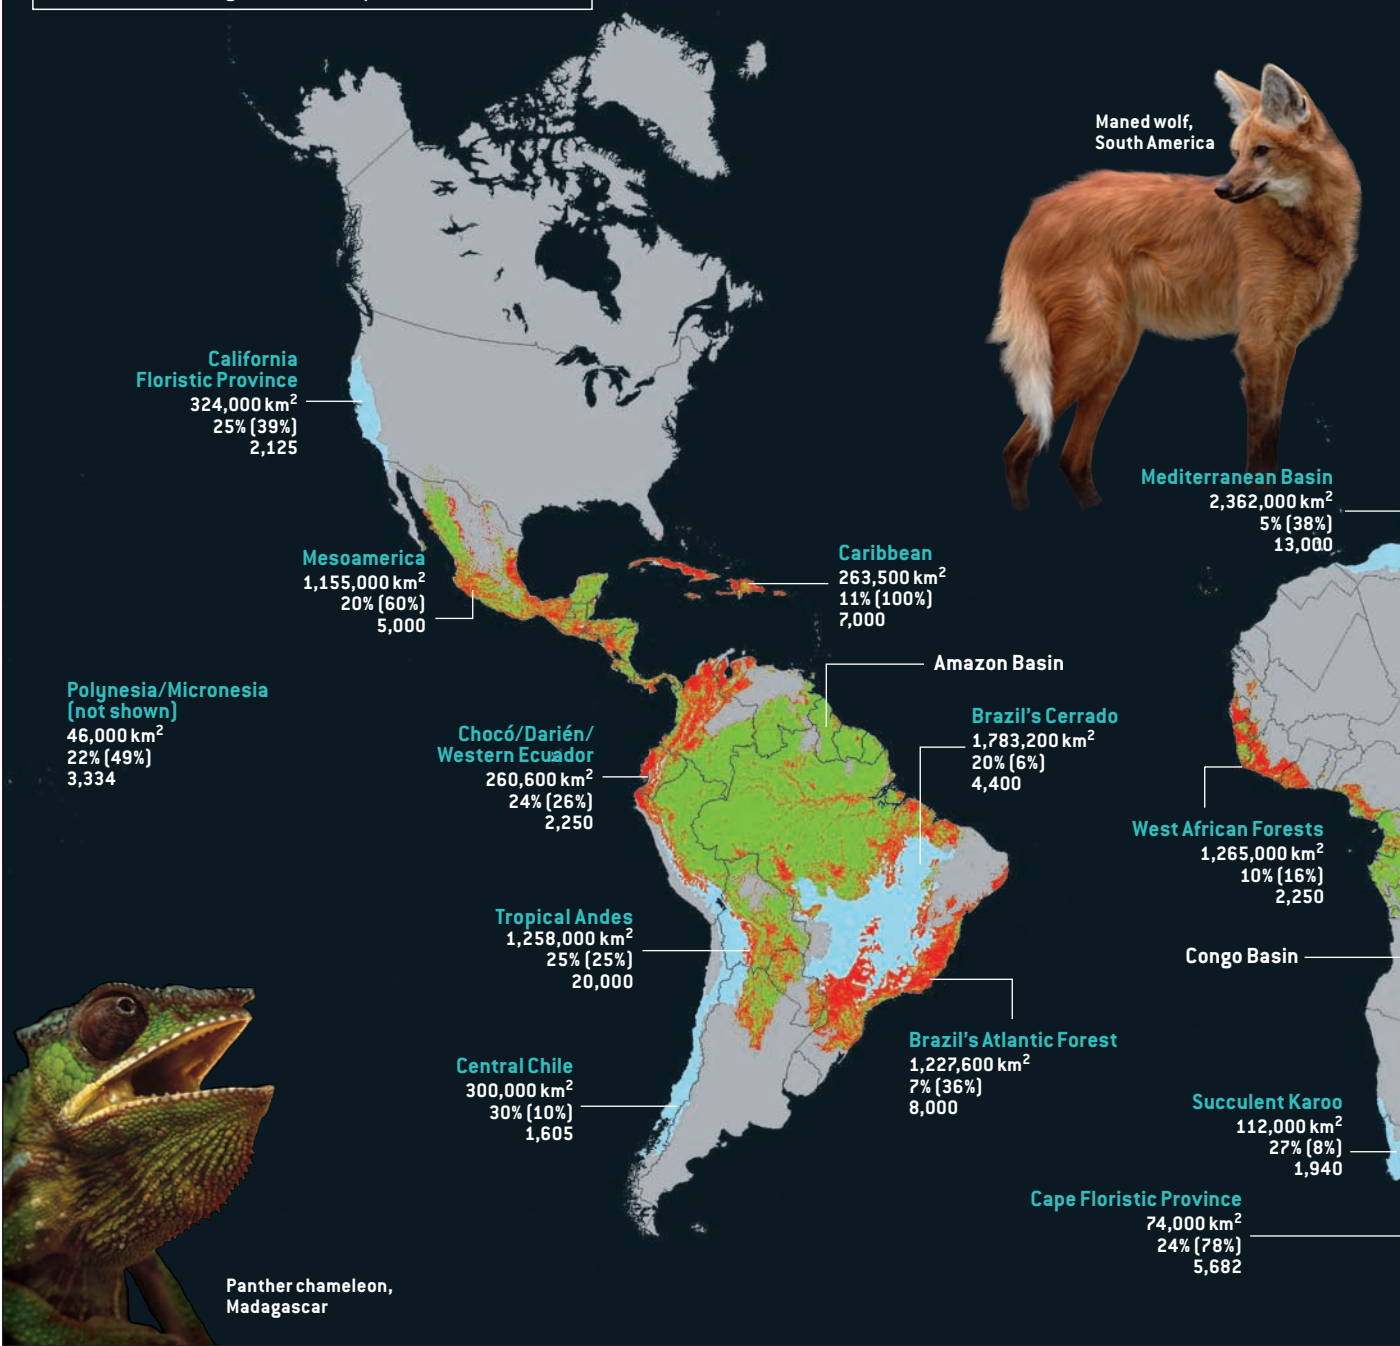 Maned wolf,
South America
California
Floristic Province
324,000 km²
25% (39%)
2,125
Mediterranean Basin
2,362,000 km²
5% (38%)
13,000
Mesoamerica
1,155,000 km²
20% (60%)
5,000
Caribbean
263,500 km²
11% (100%)
7,000
Amazon Basin
Polynesia/Micronesia
(not shown)
46,000 km²
22% (49%)
3,334
Chocó/Darién/
Western Ecuador
260,600 km²
24% (26%)
2,250
Brazil's Cerrado
1,783,200 km²
20% (6%)
4,400
West African Forests
1,265,000 km²
10% (16%)
2,250
Tropical Andes
1,258,000 km²
25% (25%)
20,000
Congo Basin
Brazil's Atlantic Forest
1,227,600 km²
7% (36%)
8,000
Central Chile
300,000 km²
30% (10%)
1,605
Succulent Karoo
112,000 km²
27% (8%)
1,940
Cape Floristic Province
74,000 km²
24% (78%)
5,682
Panther chameleon,
Madagascar